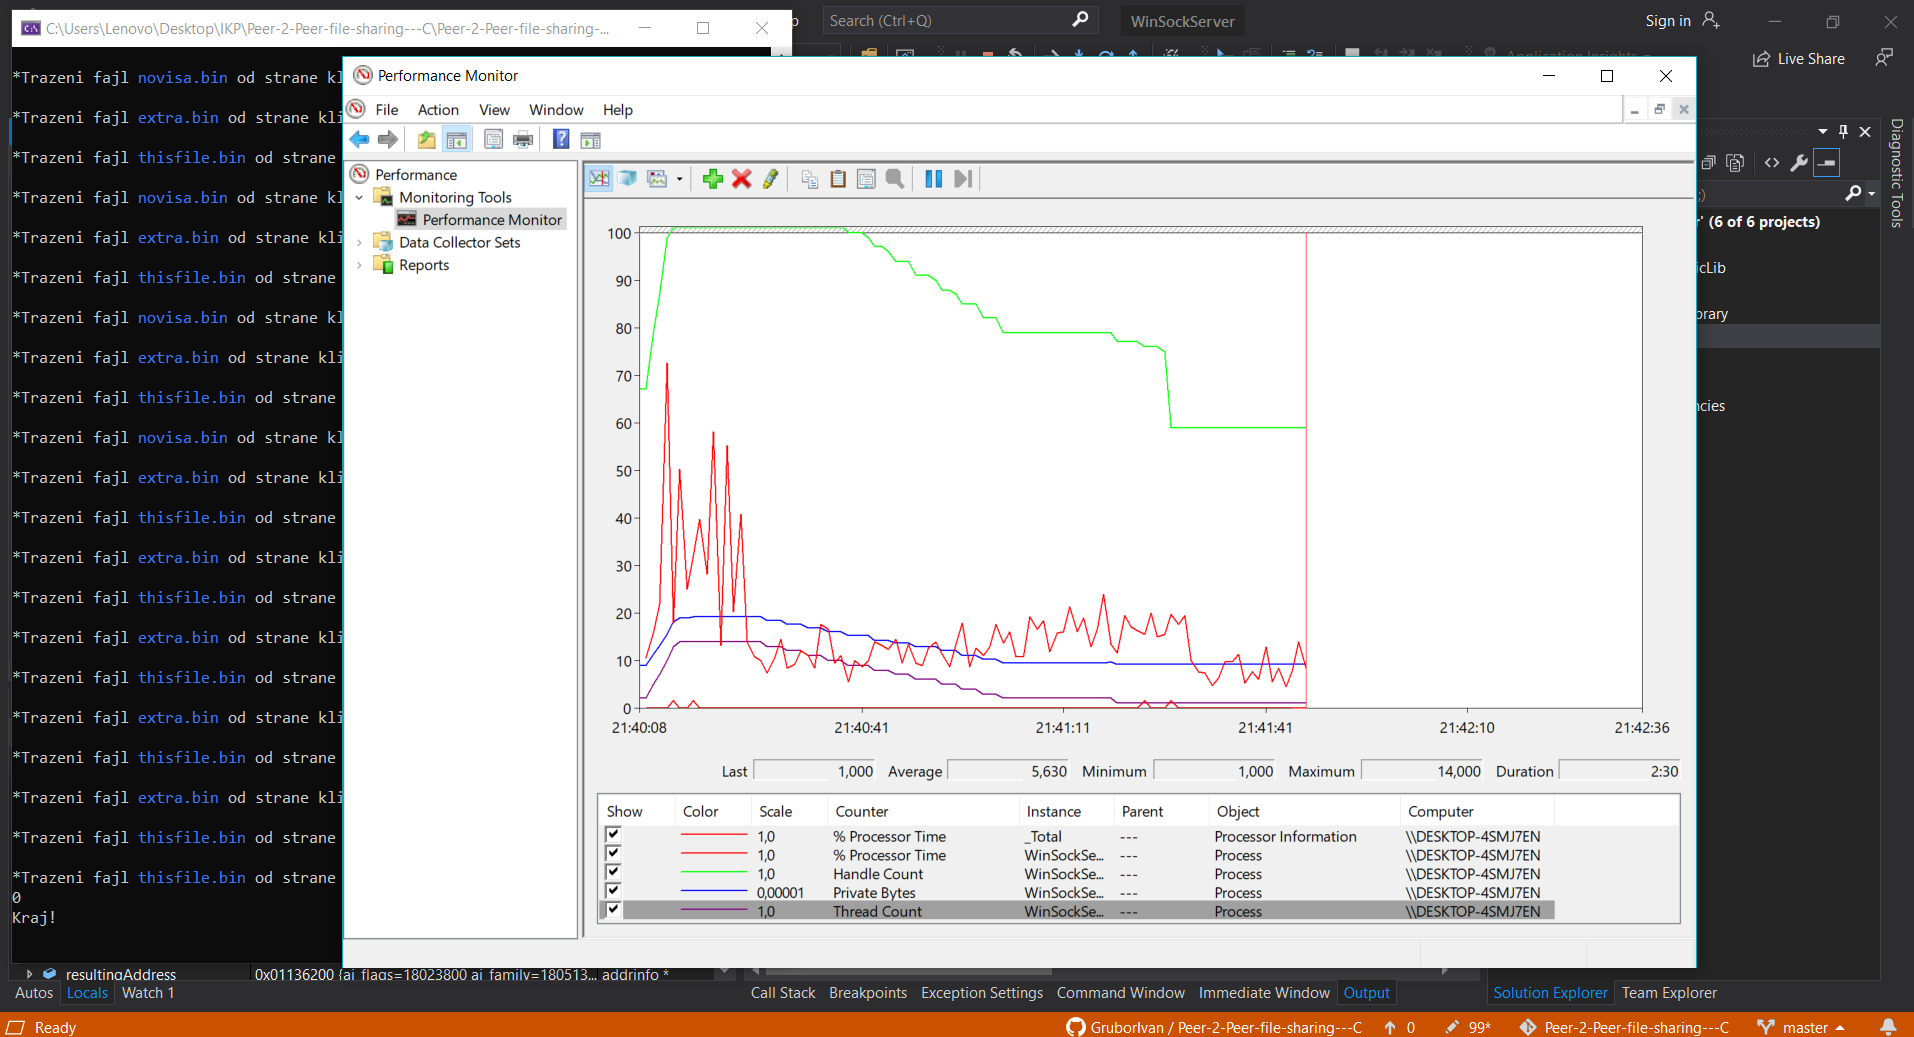 C:\Users\Lenovo\Desktop\IKP\Peer-2-Peer-file-sharing---C\Peer-2-Peer-file-sharing-...
p
Search (Ctrl+Q)
WinSockServer
Sign in
Application Insights
Live Share
*Trazeni fajl novisa.bin od strane kl
*Trazeni fajl extra.bin od strane kli
*Trazeni fajl thisfile.bin od strane
*Trazeni fajl novisa.bin od strane kl
*Trazeni fajl extra.bin od strane kli
*Trazeni fajl thisfile.bin od strane
*Trazeni fajl novisa.bin od strane kl
*Trazeni fajl extra.bin od strane kli
*Trazeni fajl thisfile.bin od strane
*Trazeni fajl novisa.bin od strane kl
*Trazeni fajl extra.bin od strane kli
*Trazeni fajl thisfile.bin od strane
*Trazeni fajl extra.bin od strane kli
*Trazeni fajl thisfile.bin od strane
*Trazeni fajl extra.bin od strane kli
*Trazeni fajl thisfile.bin od strane
*Trazeni fajl extra.bin od strane kli
*Trazeni fajl thisfile.bin od strane
*Trazeni fajl extra.bin od strane kli
*Trazeni fajl thisfile.bin od strane
*Trazeni fajl thisfile.bin od strane
0
Kraj!
Performance Monitor
File Action View Window Help
Performance
Monitoring Tools
Performance Monitor
Data Collector Sets
Reports
100
90
80
70
60
50
40
30
20
10
0
21:40:08 21:40:41 21:41:11 21:41:41 21:42:10 21:42:36
Last 1,000 Average 5,630 Minimum 1,000 Maximum 14,000 Duration 2:30
Show Color Scale Counter Instance Parent Object Computer
1,0 % Processor Time _Total --- Processor Information \\DESKTOP-4SMJ7EN
1,0 % Processor Time WinSockSe... --- Process \\DESKTOP-4SMJ7EN
1,0 Handle Count WinSockSe... --- Process \\DESKTOP-4SMJ7EN
0,00001 Private Bytes WinSockSe... --- Process \\DESKTOP-4SMJ7EN
1,0 Thread Count WinSockSe... --- Process \\DESKTOP-4SMJ7EN
Diagnostic Tools
;)
r' (6 of 6 projects)
icLib
brary
ncies
resultingAddress 0x01136200 {ai_flags=18023800 ai_family=180513... addrinfo *
Autos Locals Watch 1
Call Stack Breakpoints Exception Settings Command Window Immediate Window Output
Solution Explorer Team Explorer
Ready
GruborIvan / Peer-2-Peer-file-sharing---C 0 99* Peer-2-Peer-file-sharing---C master